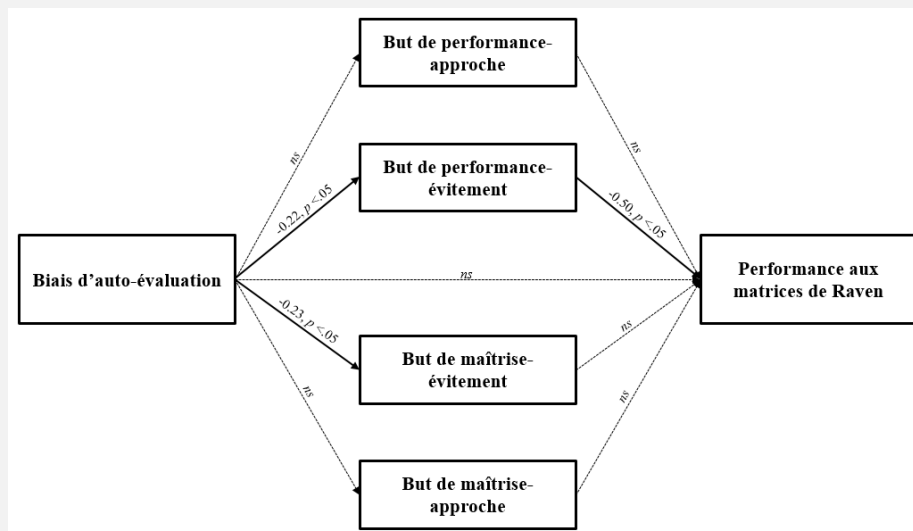 But de performance-
approche
ns
ns
But de performance-
évitement
-0.22, p <.05
-0.50, p <.05
Biais d'auto-évaluation
ns
Performance aux
matrices de Raven
-0.23, p <.05
ns
But de maîtrise-
évitement
ns
ns
But de maîtrise-
approche